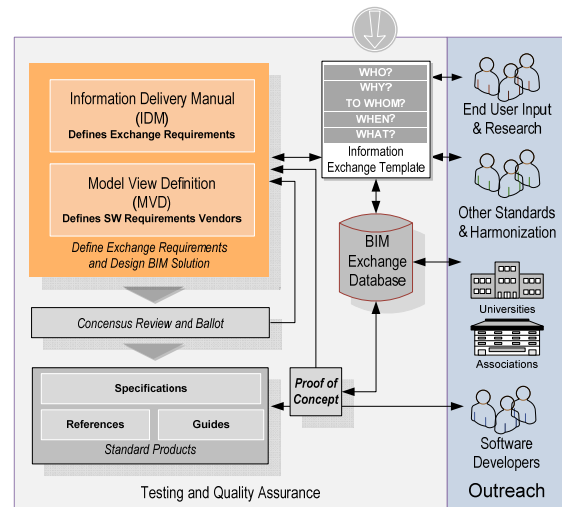 Information Delivery Manual
(IDM)
Defines Exchange Requirements
Model View Definition
(MVD)
Defines SW Requirements Vendors
Define Exchange Requirements
and Design BIM Solution
Concensus Review and Ballot
Specifications
References
Guides
Standard Products
Proof of
Concept
Testing and Quality Assurance
WHO?
WHY?
TO WHOM?
WHEN?
WHAT?
Information
Exchange Template
BIM
Exchange
Database
End User Input
& Research
Other Standards
& Harmonization
Universities
Associations
Software
Developers
Outreach